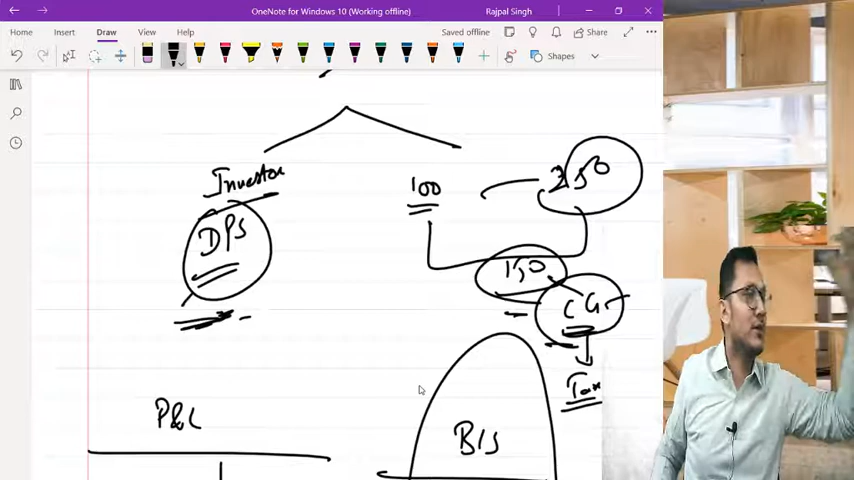 OneNote for Windows 10 (Working offline)
Rajpal Singh
Home
Insert
Draw
View
Help
Saved offline
Share
Shapes
Investor
DPS
100
250
150
CG
Tax
P&L
B/S